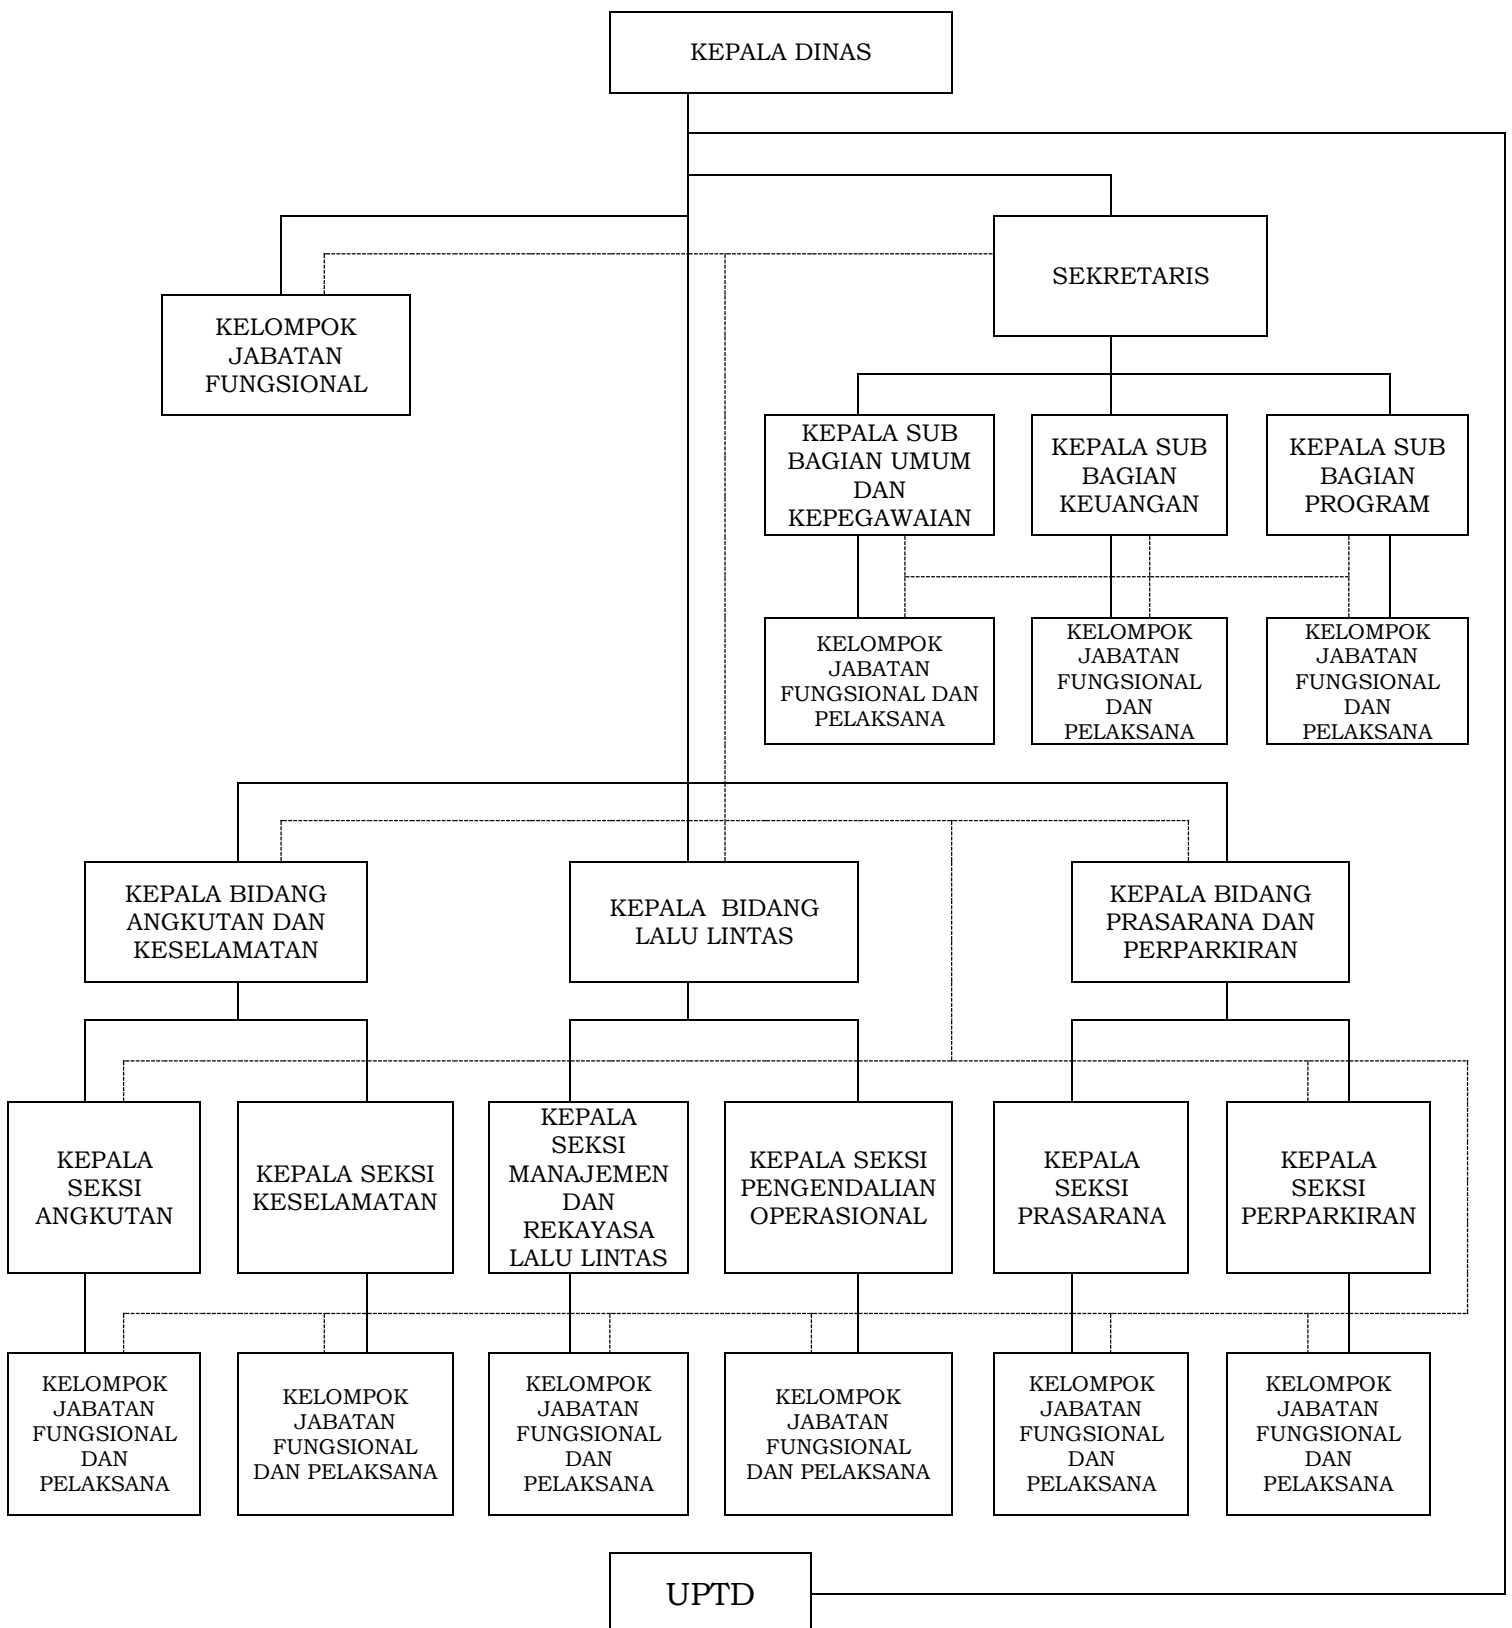 KEPALA DINAS
SEKRETARIS
KELOMPOK
JABATAN
FUNGSIONAL
KEPALA SUB
BAGIAN UMUM
DAN
KEPEGAWAIAN
KEPALA SUB
BAGIAN
KEUANGAN
KEPALA SUB
BAGIAN
PROGRAM
KELOMPOK
JABATAN
FUNGSIONAL DAN
PELAKSANA
KELOMPOK
JABATAN
FUNGSIONAL
DAN
PELAKSANA
KELOMPOK
JABATAN
FUNGSIONAL
DAN
PELAKSANA
KEPALA BIDANG
ANGKUTAN DAN
KESELAMATAN
KEPALA BIDANG
LALU LINTAS
KEPALA BIDANG
PRASARANA DAN
PERPARKIRAN
KEPALA
SEKSI
ANGKUTAN
KEPALA SEKSI
KESELAMATAN
KEPALA
SEKSI
MANAJEMEN
DAN
REKAYASA
LALU LINTAS
KEPALA SEKSI
PENGENDALIAN
OPERASIONAL
KEPALA
SEKSI
PRASARANA
KEPALA
SEKSI
PERPARKIRAN
KELOMPOK
JABATAN
FUNGSIONAL
DAN
PELAKSANA
KELOMPOK
JABATAN
FUNGSIONAL
DAN PELAKSANA
KELOMPOK
JABATAN
FUNGSIONAL
DAN
PELAKSANA
KELOMPOK
JABATAN
FUNGSIONAL
DAN PELAKSANA
KELOMPOK
JABATAN
FUNGSIONAL
DAN
PELAKSANA
KELOMPOK
JABATAN
FUNGSIONAL
DAN
PELAKSANA
UPTD